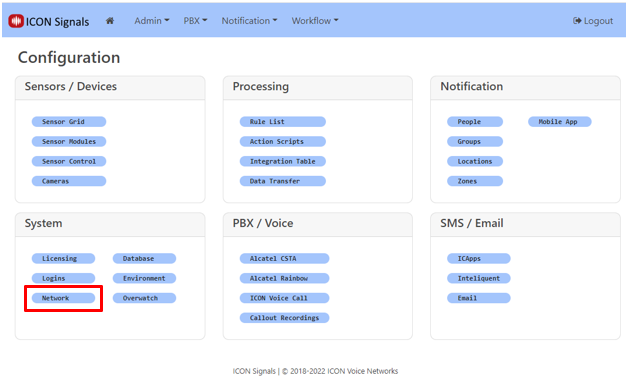 ICON Signals Admin PBX Notification Workflow Logout
Configuration
Sensors / Devices
Sensor Grid
Sensor Modules
Sensor Control
Cameras
Processing
Rule List
Action Scripts
Integration Table
Data Transfer
Notification
People Mobile App
Groups
Locations
Zones
System
Licensing Database
Logins Environment
Network Overwatch
PBX / Voice
Alcatel CSTA
Alcatel Rainbow
ICON Voice Call
Callout Recordings
SMS / Email
ICApps
Inteliquent
Email
ICON Signals | © 2018-2022 ICON Voice Networks